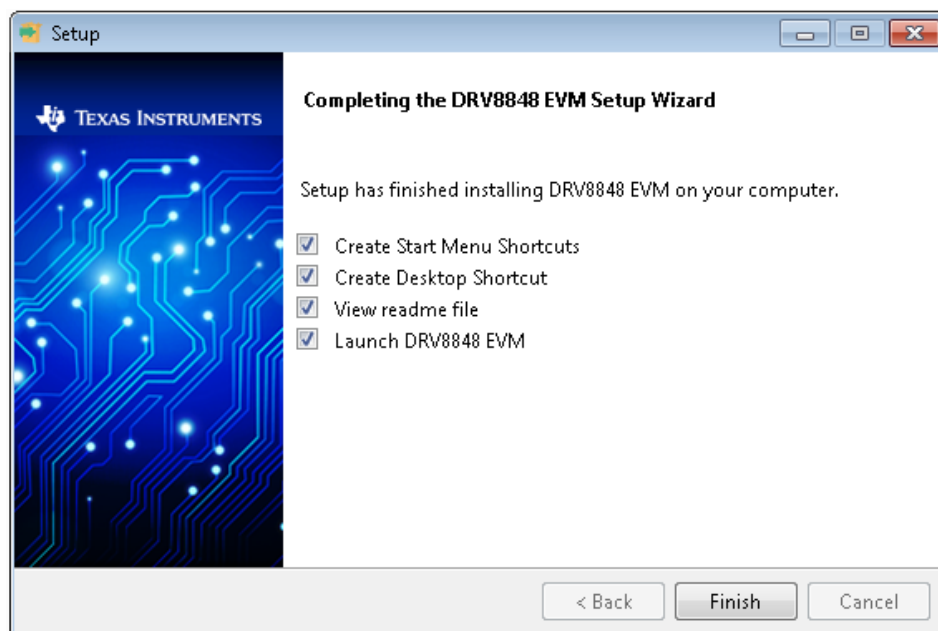 Setup
TEXAS INSTRUMENTS
Completing the DRV8848 EVM Setup Wizard
Setup has finished installing DRV8848 EVM on your computer.
Create Start Menu Shortcuts
Create Desktop Shortcut
View readme file
Launch DRV8848 EVM
< Back Finish Cancel